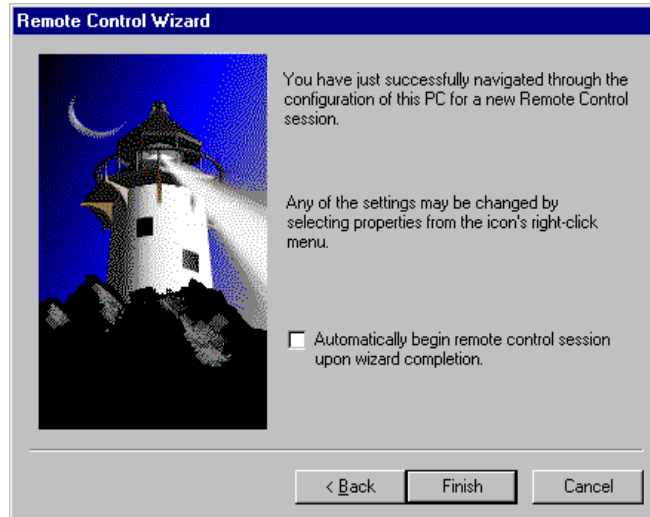 Remote Control Wizard
You have just successfully navigated through the
configuration of this PC for a new Remote Control
session.
Any of the settings may be changed by
selecting properties from the icon's right-click
menu.
Automatically begin remote control session
upon wizard completion.
< Back
Finish
Cancel